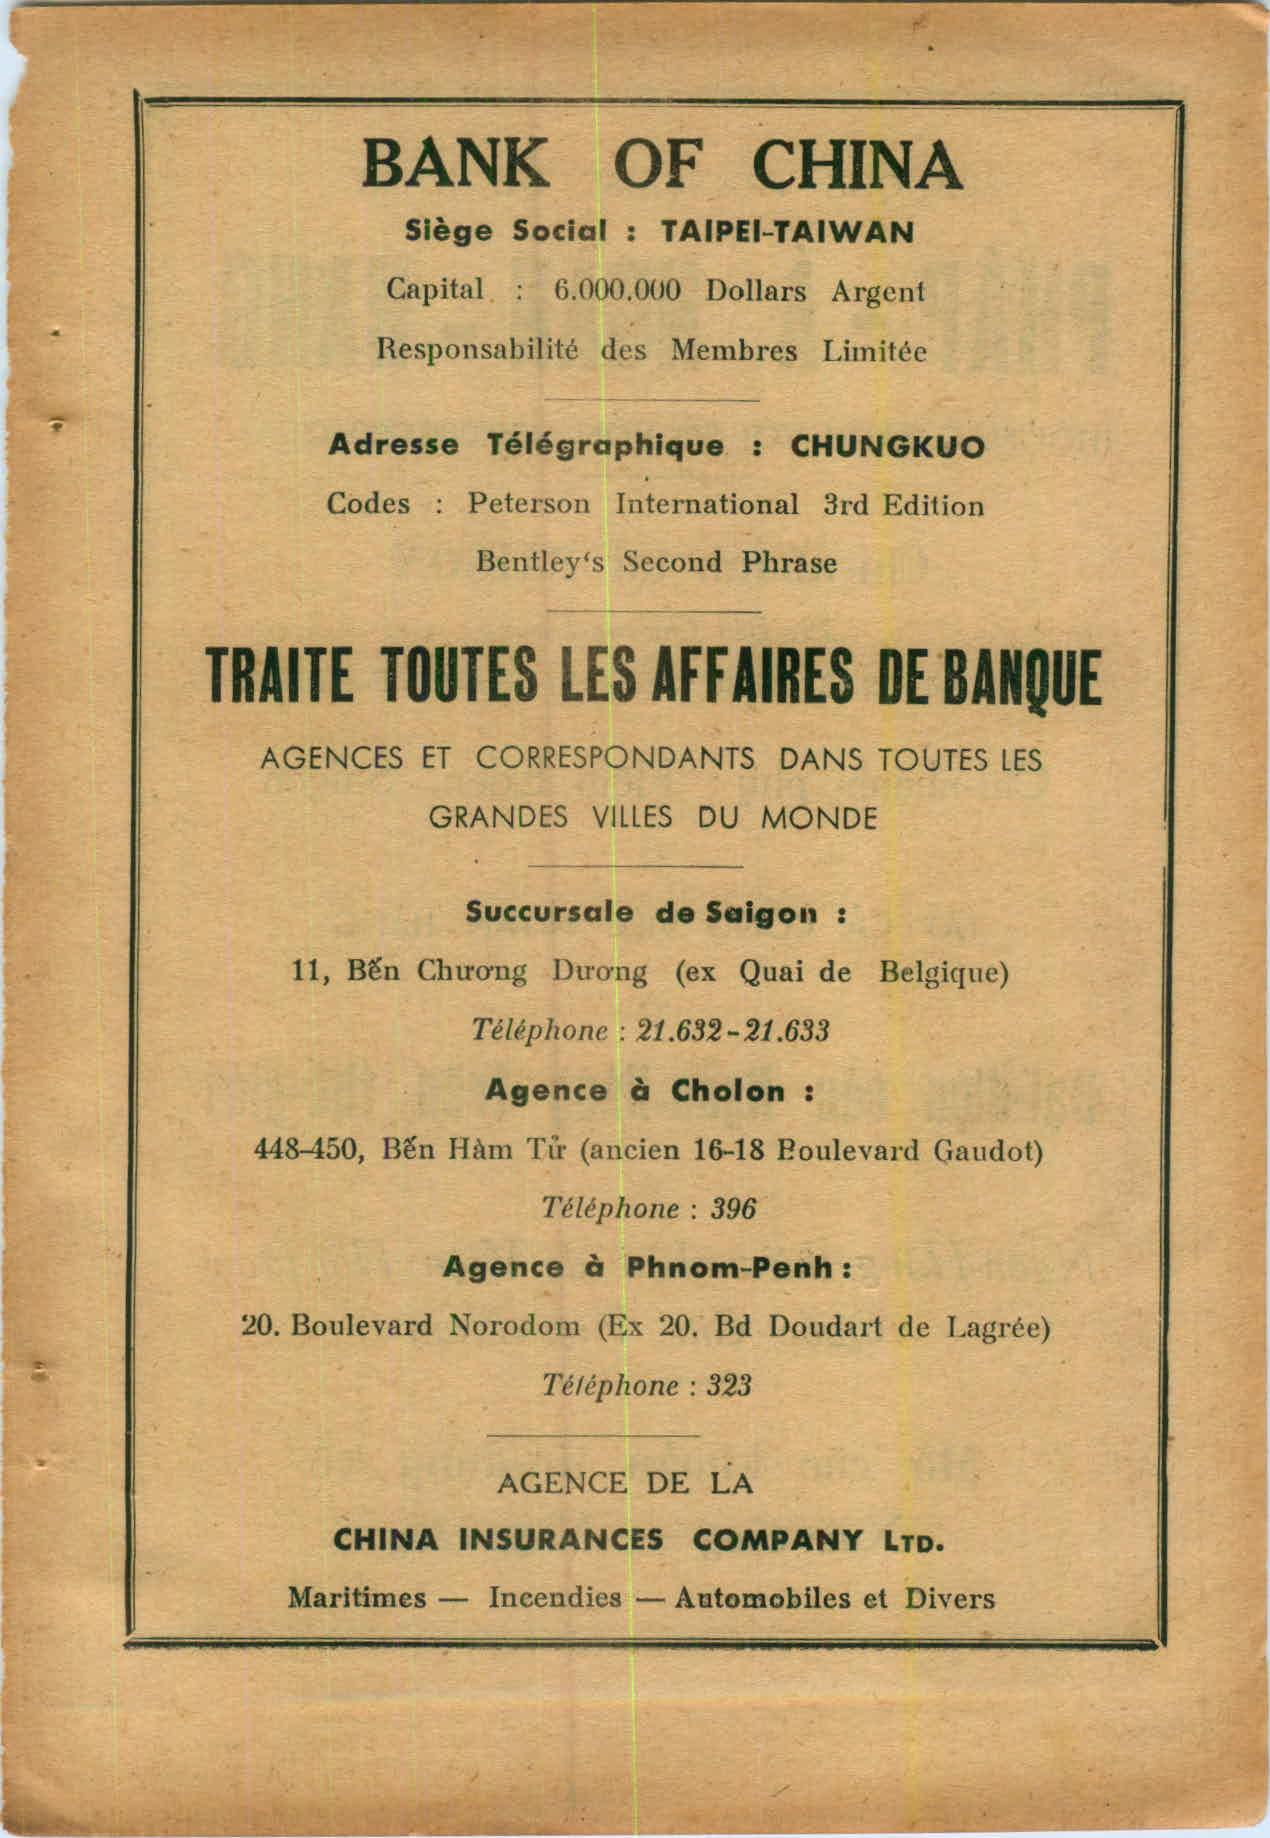 BANK OF CHINA
Siège Social : TAIPEI-TAIWAN
Capital : 6.000.000 Dollars Argent
Responsabilité des Membres Limitée
Adresse Télégraphique : CHUNGKUO
Codes : Peterson International 3rd Edition
Bentley‘s Second Phrase
TRAITE TOUTES LES AFFAIRES DE BANQUE
AGENCES ET CORRESPONDANTS DANS TOUTES LES
GRANDES VILLES DU MONDE
Succursale de Saigon :
11, Bến Chương Dương (ex Quai de Belgique)
Téléphone : 21.632-21.633
Agence à Cholon :
448-450, Bến Hàm Tử (ancien 16-18 Boulevard Gaudot)
Téléphone : 396
Agence à Phnom-Penh :
20. Boulevard Norodom (Ex 20. Bd Doudart de Lagrée)
Téléphone : 323
AGENCE DE LA
CHINA INSURANCES COMPANY LTD.
Maritimes — Incendies — Automobiles et Divers